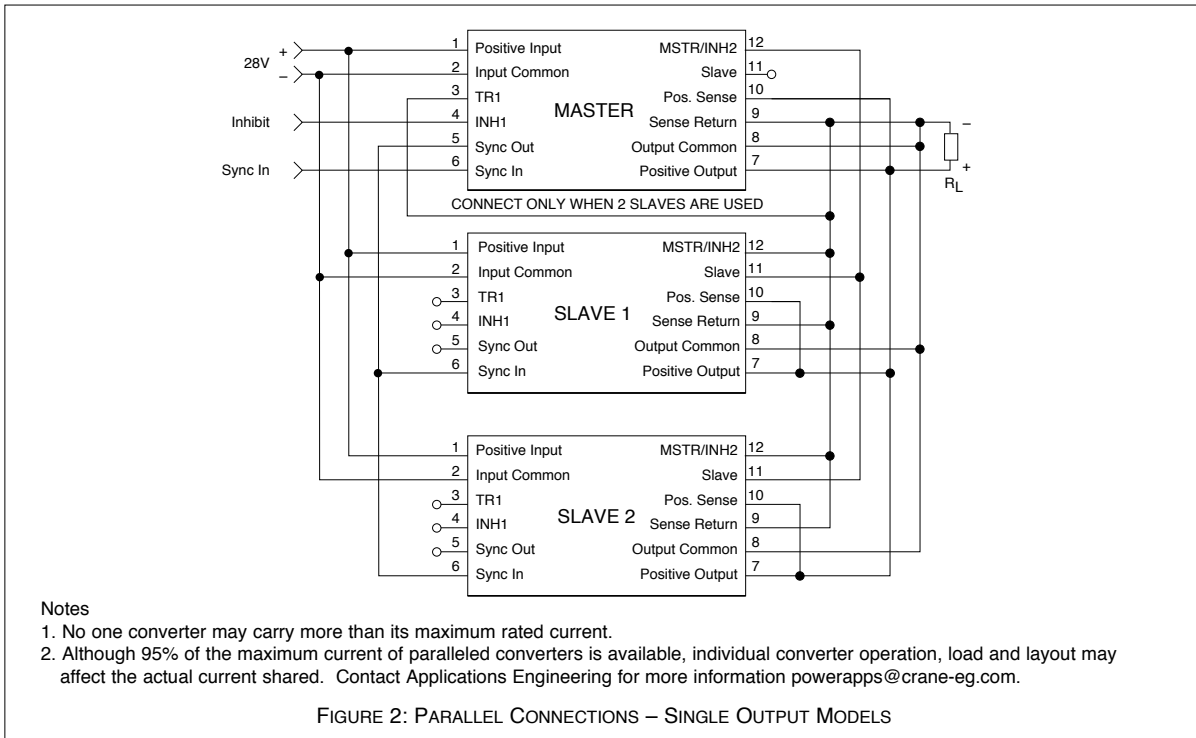 1 Positive Input MSTR/INH2 12
+
28V
2 Input Common Slave 11
–
3 TR1 Pos. Sense 10
MASTER
Inhibit 4 INH1 Sense Return 9 –
5 Sync Out Output Common 8
Sync In 6 Sync In Positive Output 7 +
RL
CONNECT ONLY WHEN 2 SLAVES ARE USED
1 Positive Input MSTR/INH2 12
2 Input Common Slave 11
3 TR1 Pos. Sense 10
SLAVE 1
4 INH1 Sense Return 9
5 Sync Out Output Common 8
6 Sync In Positive Output 7
1 Positive Input MSTR/INH2 12
2 Input Common Slave 11
3 TR1 Pos. Sense 10
SLAVE 2
4 INH1 Sense Return 9
5 Sync Out Output Common 8
6 Sync In Positive Output 7
Notes
1. No one converter may carry more than its maximum rated current.
2. Although 95% of the maximum current of paralleled converters is available, individual converter operation, load and layout may
affect the actual current shared. Contact Applications Engineering for more information powerapps@crane-eg.com.
FIGURE 2: PARALLEL CONNECTIONS – SINGLE OUTPUT MODELS